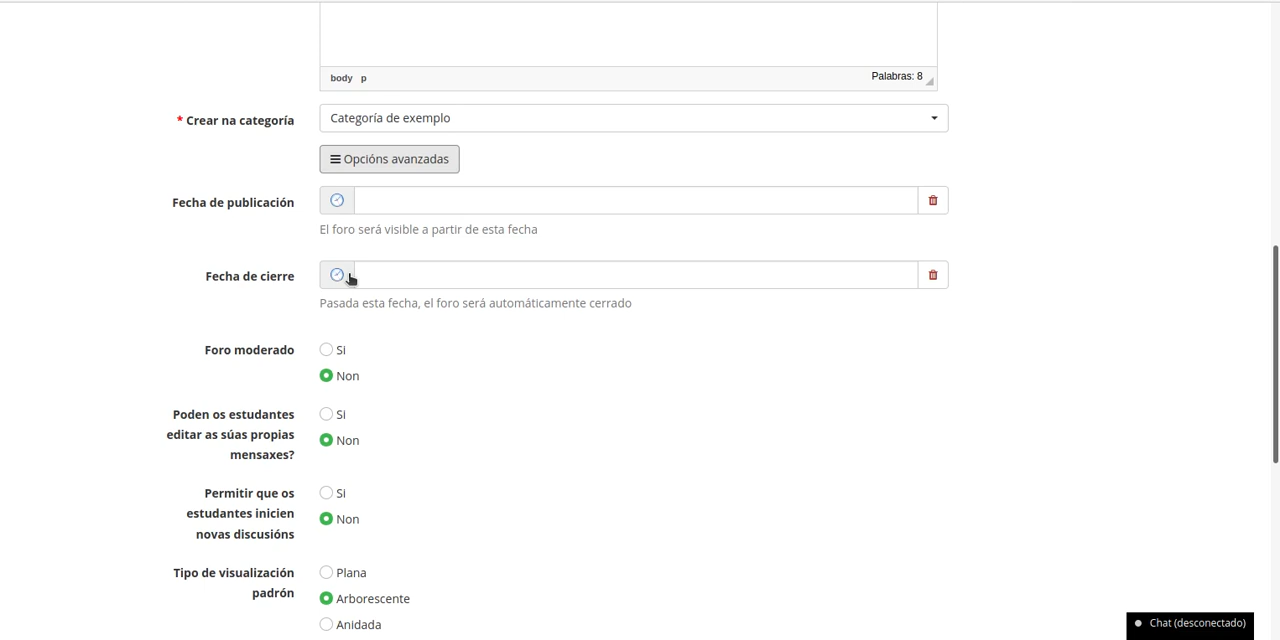 body p
Palabras: 8
* Crear na categoría
Categoría de exemplo
Opcións avanzadas
Fecha de publicación
El foro será visible a partir de esta fecha
Fecha de cierre
Pasada esta fecha, el foro será automáticamente cerrado
Foro moderado
Si
Non
Poden os estudantes
editar as súas propias
mensaxes?
Si
Non
Permitir que os
estudantes inicien
novas discusións
Si
Non
Tipo de visualización
padrón
Plana
Arborescente
Anidada
Chat (desconectado)